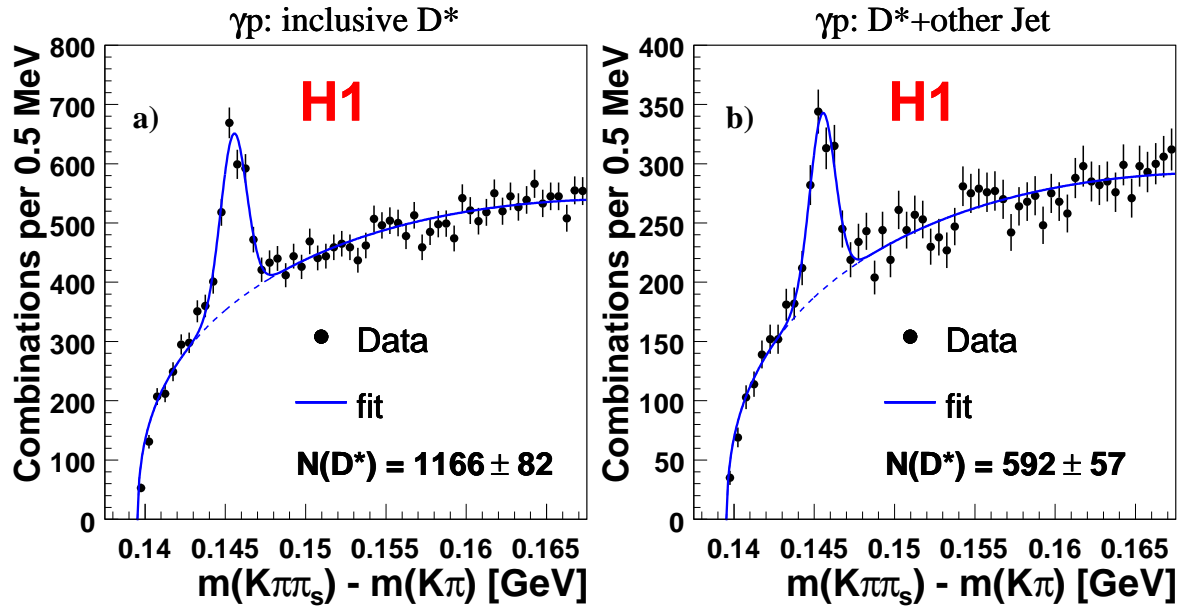 γp: inclusive D*
Combinations per 0.5 MeV
800
700
600
500
400
300
200
100
0
a)
H1
Data
fit
N(D*) = 1166 ± 82
0.14 0.145 0.15 0.155 0.16 0.165
m(Kππs) - m(Kπ) [GeV]
γp: D*+other Jet
Combinations per 0.5 MeV
400
350
300
250
200
150
100
50
0
b)
H1
Data
fit
N(D*) = 592 ± 57
0.14 0.145 0.15 0.155 0.16 0.165
m(Kππs) - m(Kπ) [GeV]